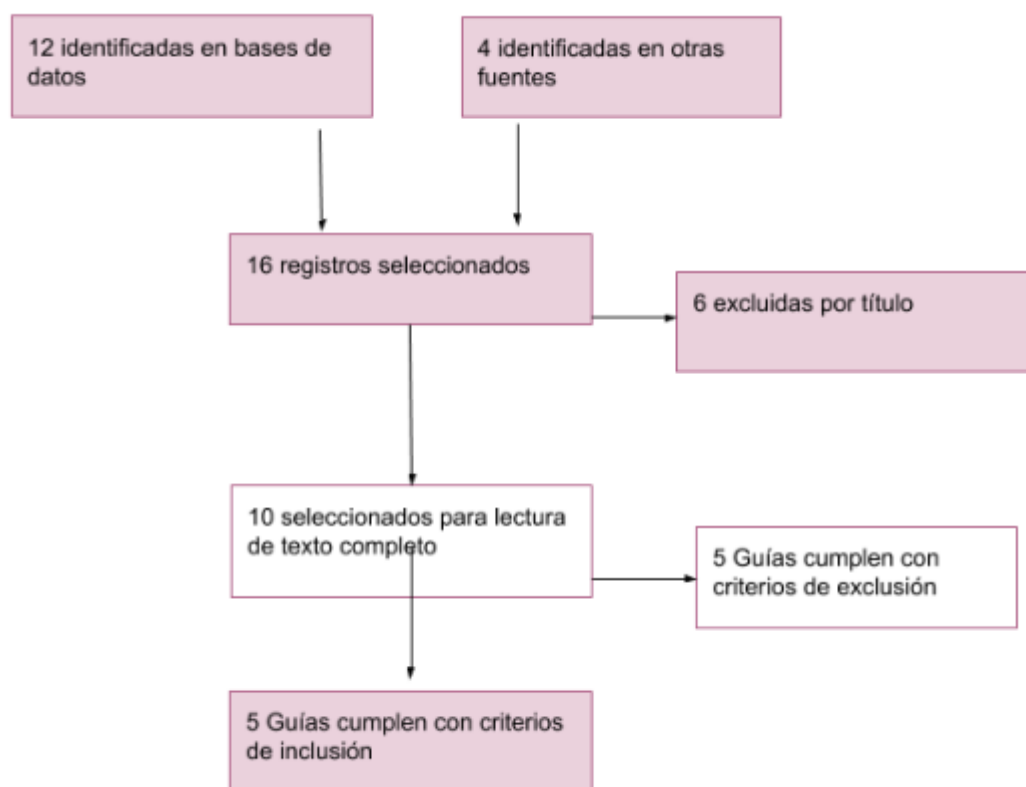 12 identificadas en bases de
datos
4 identificadas en otras
fuentes
16 registros seleccionados
6 excluidas por título
10 seleccionados para lectura
de texto completo
5 Guías cumplen con
criterios de exclusión
5 Guías cumplen con criterios
de inclusión